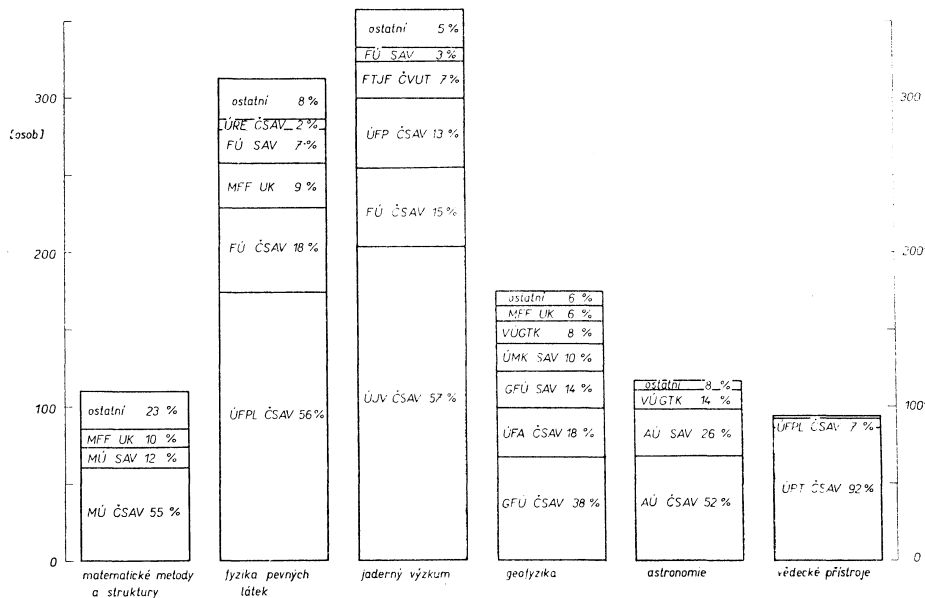 300
[osob]
200
100
0
ostatní 23 %
MFF UK 10 %
MÚ SAV 12 %
MÚ ČSAV 55 %
matematické metody
a struktury
ostatní 8 %
ÚRE ČSAV 2 %
FÚ SAV 7 %
MFF UK 9 %
FÚ ČSAV 18 %
ÚFPL ČSAV 56 %
fyzika pevných
látek
ostatní 5 %
FÚ SAV 3 %
FTJF ČVUT 7 %
ÚFP ČSAV 13 %
FÚ ČSAV 15 %
ÚJV ČSAV 57 %
jaderný výzkum
ostatní 6 %
MFF UK 6 %
VÚGTK 8 %
ÚMK SAV 10 %
GFÚ SAV 14 %
ÚFA ČSAV 18 %
GFÚ ČSAV 38 %
geofyzika
ostatní 8 %
VÚGTK 14 %
AÚ SAV 26 %
AÚ ČSAV 52 %
astronomie
ÚFPL ČSAV 7 %
ÚPT ČSAV 92 %
vědecké přístroje
300
200
100
0